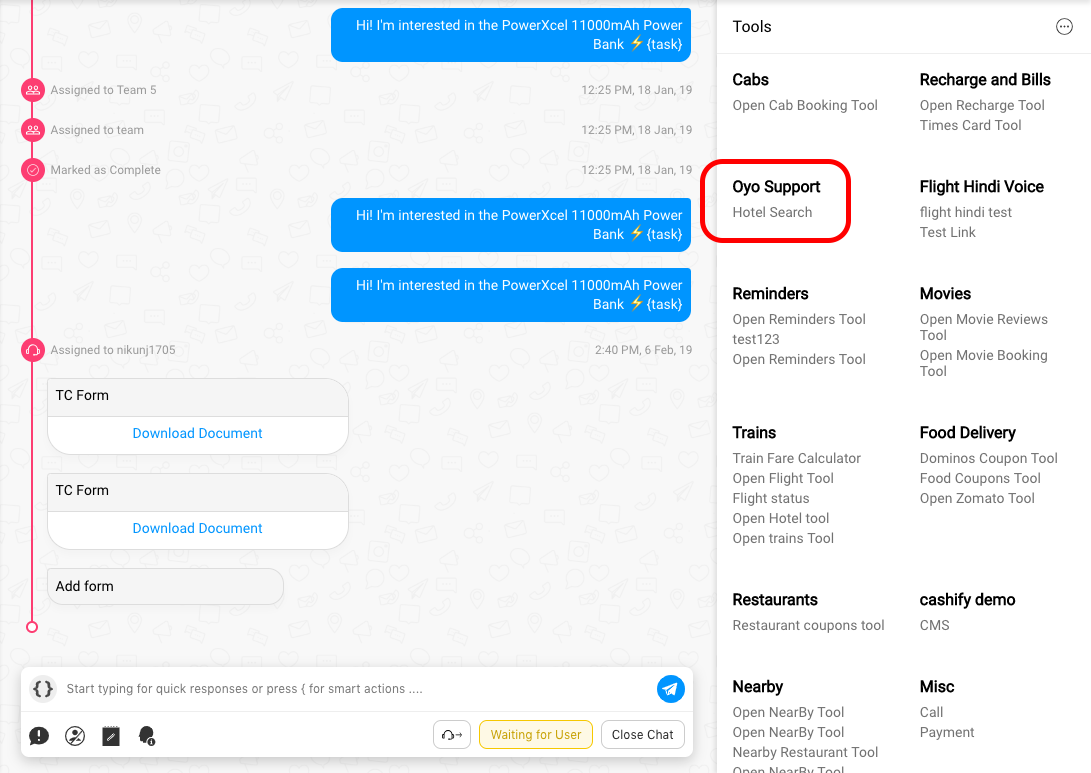 Hi! I'm interested in the PowerXcel 11000mAh Power
Bank ⚡{task}
Assigned to Team 5
12:25 PM, 18 Jan, 19
Assigned to team
12:25 PM, 18 Jan, 19
Marked as Complete
12:25 PM, 18 Jan, 19
Hi! I'm interested in the PowerXcel 11000mAh Power
Bank ⚡{task}
Hi! I'm interested in the PowerXcel 11000mAh Power
Bank ⚡{task}
Assigned to nikunj1705
2:40 PM, 6 Feb, 19
TC Form
Download Document
TC Form
Download Document
Add form
{} Start typing for quick responses or press { for smart actions ....
Waiting for User
Close Chat
Tools
Cabs
Open Cab Booking Tool
Recharge and Bills
Open Recharge Tool
Times Card Tool
Oyo Support
Hotel Search
Flight Hindi Voice
flight hindi test
Test Link
Reminders
Open Reminders Tool
test123
Open Reminders Tool
Movies
Open Movie Reviews
Tool
Open Movie Booking
Tool
Trains
Train Fare Calculator
Open Flight Tool
Flight status
Open Hotel tool
Open trains Tool
Food Delivery
Dominos Coupon Tool
Food Coupons Tool
Open Zomato Tool
Restaurants
Restaurant coupons tool
cashify demo
CMS
Nearby
Open NearBy Tool
Open NearBy Tool
Nearby Restaurant Tool
Open NearBy Tool
Misc
Call
Payment